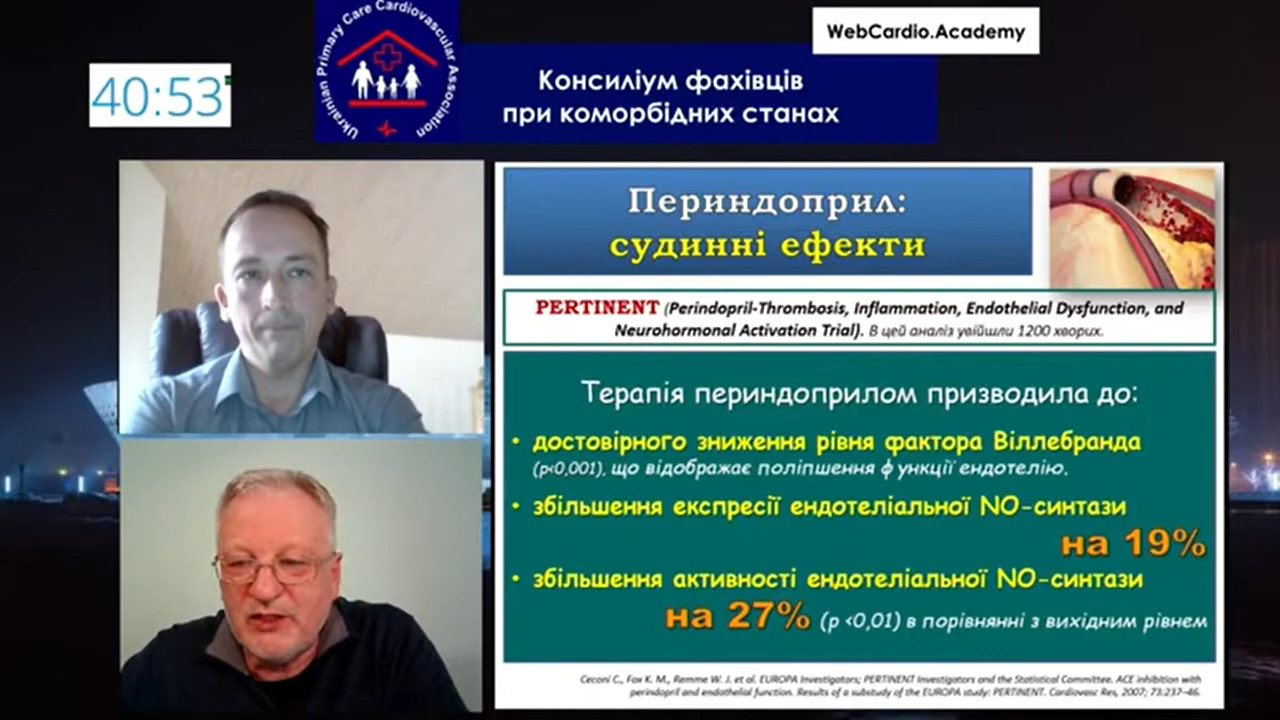 WebCardio.Academy
40:53
Ukrainian Primary Care Cardiovascular Association
Консиліум фахівців
при коморбідних станах
Периндоприл:
судинні ефекти
PERTINENT (Perindopril-Thrombosis, Inflammation, Endothelial Dysfunction, and
Neurohormonal Activation Trial). В цей аналіз увійшли 1200 хворих.
Терапія периндоприлом призводила до:
• достовірного зниження рівня фактора Віллебранда
(p<0,001), що відображає поліпшення ф ункції ендотелію.
• збільшення експресії ендотеліальної NO-синтази
на 19%
• збільшення активності ендотеліальної NO-синтази
на 27% (р <0,01) в порівнянні з вихідним рівнем
Ceconi C., Fox K. M., Remme W. J. et al. EUROPA Investigators; PERTINENT Investigators and the Statistical Committee. ACE inhibition with
perindopril and endothelial function. Results of a substudy of the EUROPA study: PERTINENT. Cardiovasc Res, 2007; 73:237-46.